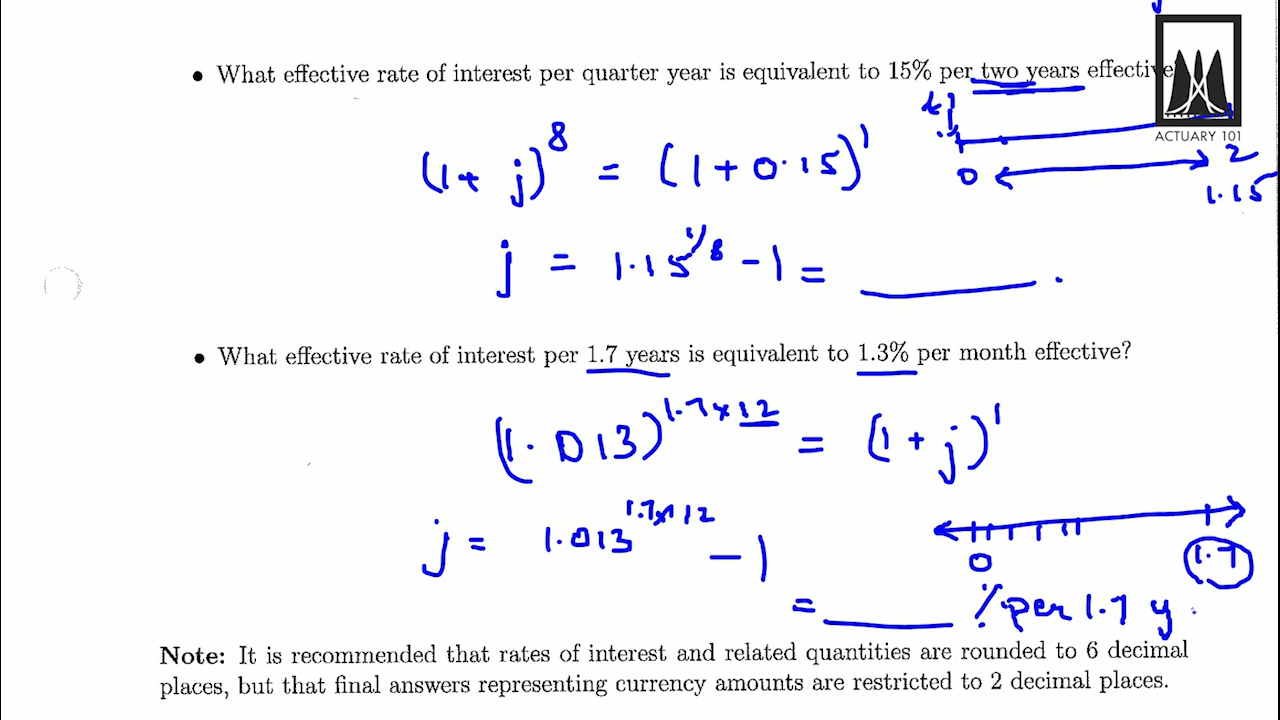 • What effective rate of interest per quarter year is equivalent to 15% per two years effective
ACTUARY 101
(1 + j)^8 = (1 + 0.15)^1
0 2
1.15
j = 1.15^1/8 - 1 = ______ .
• What effective rate of interest per 1.7 years is equivalent to 1.3% per month effective?
(1.013)^1.7×12 = (1 + j)^1
j = 1.013^1.7×12 - 1
0 1.7
= ______ % per 1.7 y.
Note: It is recommended that rates of interest and related quantities are rounded to 6 decimal
places, but that final answers representing currency amounts are restricted to 2 decimal places.